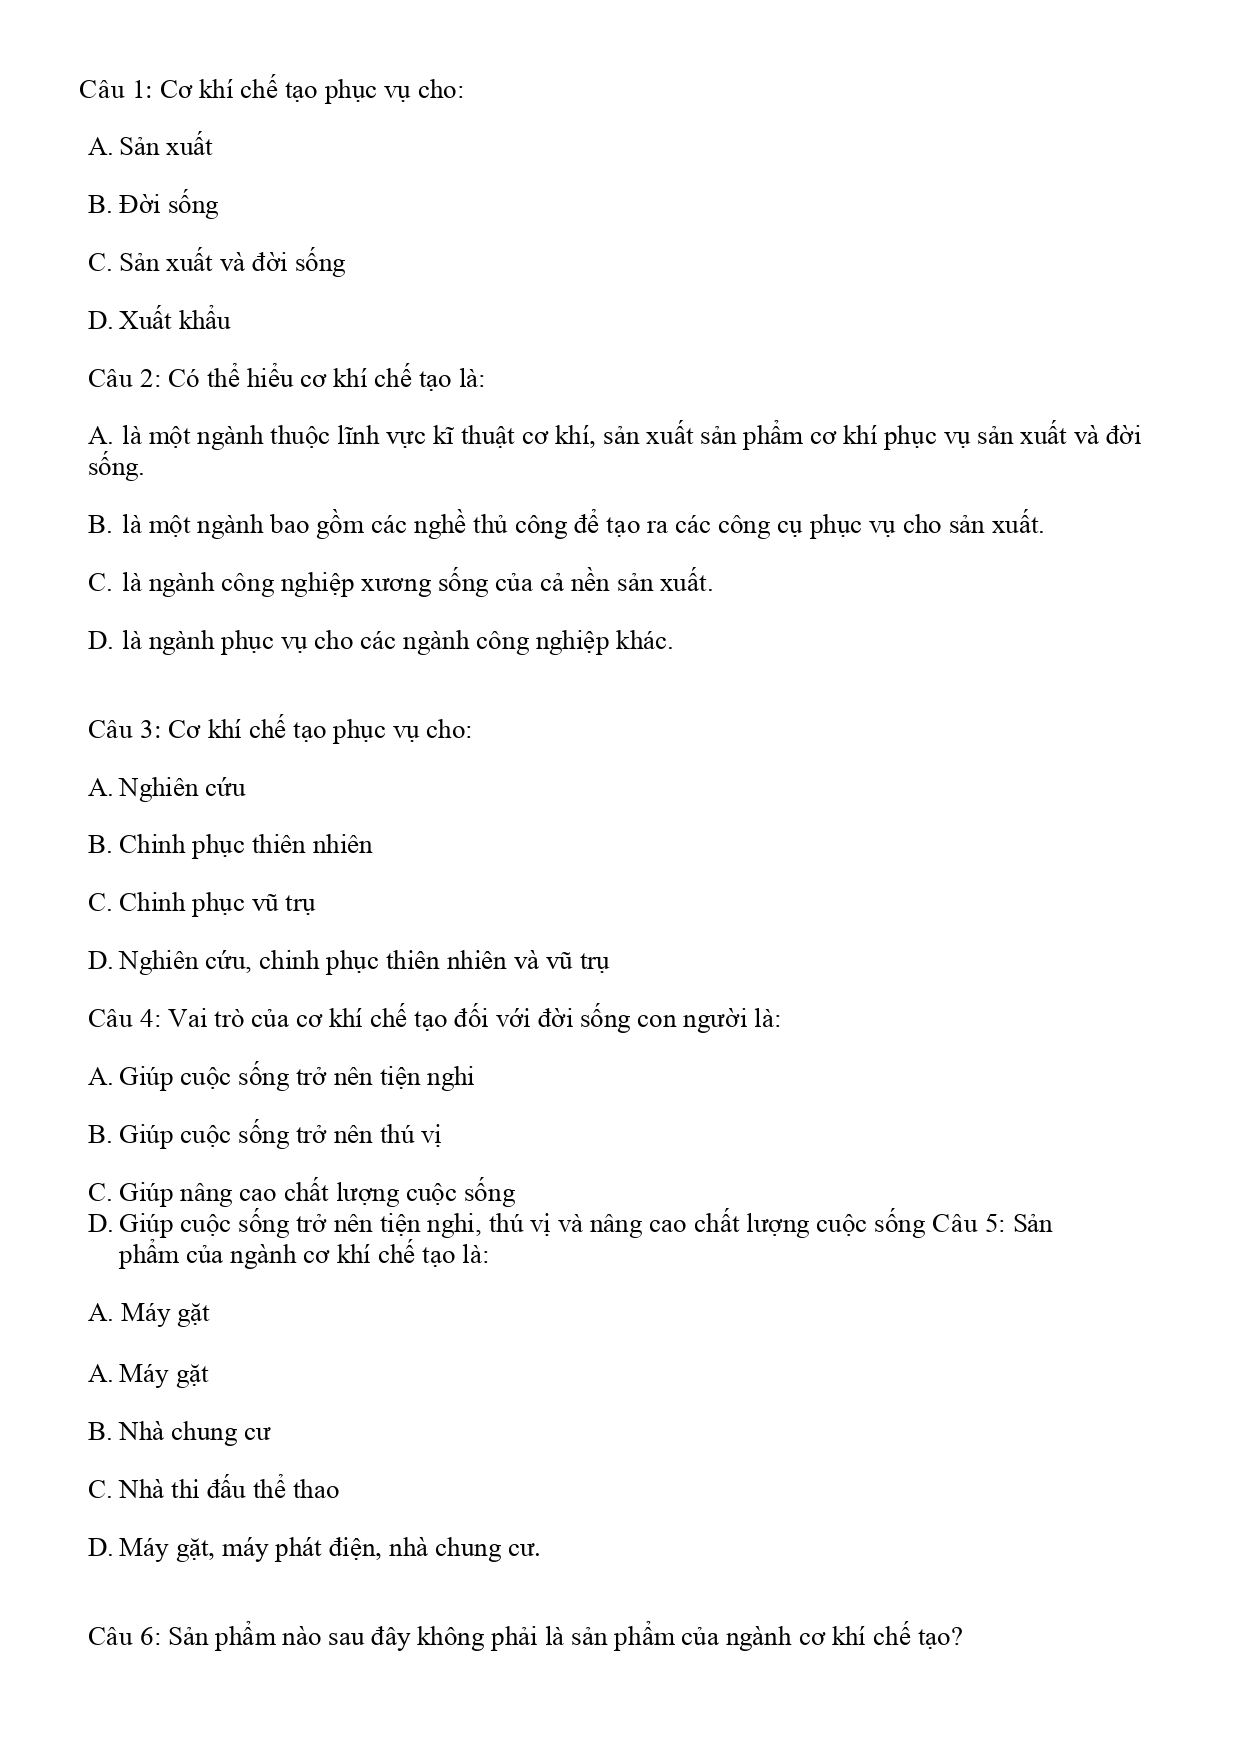 Câu 1: Cơ khí chế tạo phục vụ cho:
A. Sản xuất
B. Đời sống
C. Sản xuất và đời sống
D. Xuất khẩu
Câu 2: Có thể hiểu cơ khí chế tạo là:
A. là một ngành thuộc lĩnh vực kĩ thuật cơ khí, sản xuất sản phẩm cơ khí phục vụ sản xuất và đời
sống.
B. là một ngành bao gồm các nghề thủ công để tạo ra các công cụ phục vụ cho sản xuất.
C. là ngành công nghiệp xương sống của cả nền sản xuất.
D. là ngành phục vụ cho các ngành công nghiệp khác.
Câu 3: Cơ khí chế tạo phục vụ cho:
A. Nghiên cứu
B. Chinh phục thiên nhiên
C. Chinh phục vũ trụ
D. Nghiên cứu, chinh phục thiên nhiên và vũ trụ
Câu 4: Vai trò của cơ khí chế tạo đối với đời sống con người là:
A. Giúp cuộc sống trở nên tiện nghi
B. Giúp cuộc sống trở nên thú vị
C. Giúp nâng cao chất lượng cuộc sống
D. Giúp cuộc sống trở nên tiện nghi, thú vị và nâng cao chất lượng cuộc sống Câu 5: Sản
phẩm của ngành cơ khí chế tạo là:
A. Máy gặt
A. Máy gặt
B. Nhà chung cư
C. Nhà thi đấu thể thao
D. Máy gặt, máy phát điện, nhà chung cư.
Câu 6: Sản phẩm nào sau đây không phải là sản phẩm của ngành cơ khí chế tạo?